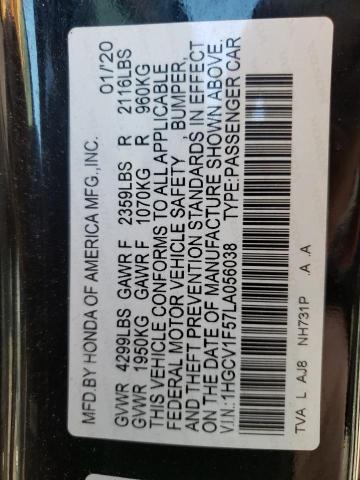 MFD.BY HONDA OF AMERICA MFG.,INC. 01/'20
GVWR 4299LBS GAWR F 2359LBS R 2116LBS
GVWR 1950KG GAWR F 1070KG R 960KG
THIS VEHICLE CONFORMS TO ALL APPLICABLE
FEDERAL MOTOR VEHICLE SAFETY , BUMPER,
AND THEFT PREVENTION STANDARDS IN EFFECT
ON THE DATE OF MANUFACTURE SHOWN ABOVE.
V.I.N.:1HGCV1F57LA056038 TYPE:PASSENGER CAR
TVA L AJ8 NH731P .A .A